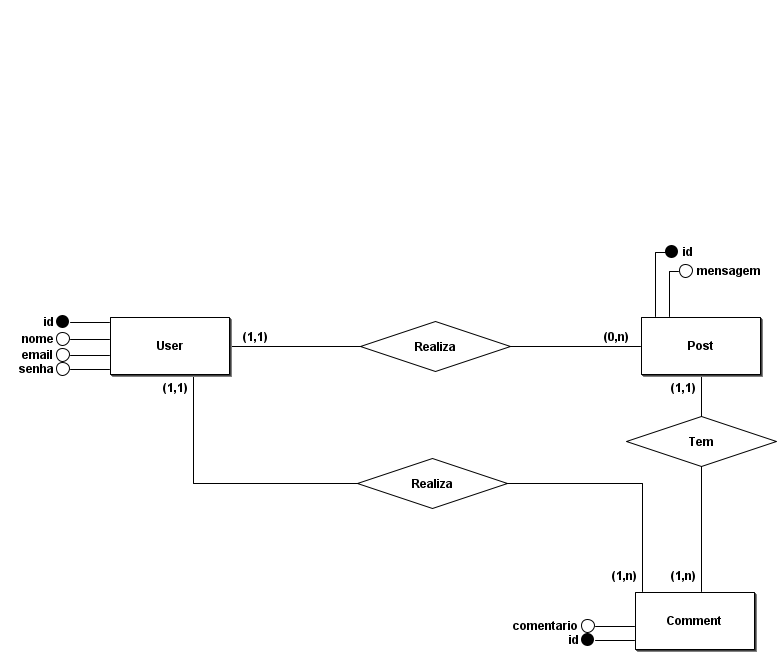 id
mensagem
id
nome
email
senha
User
(1,1)
Realiza
(0,n)
Post
(1,1)
(1,1)
Tem
Realiza
(1,n)
(1,n)
comentario
id
Comment